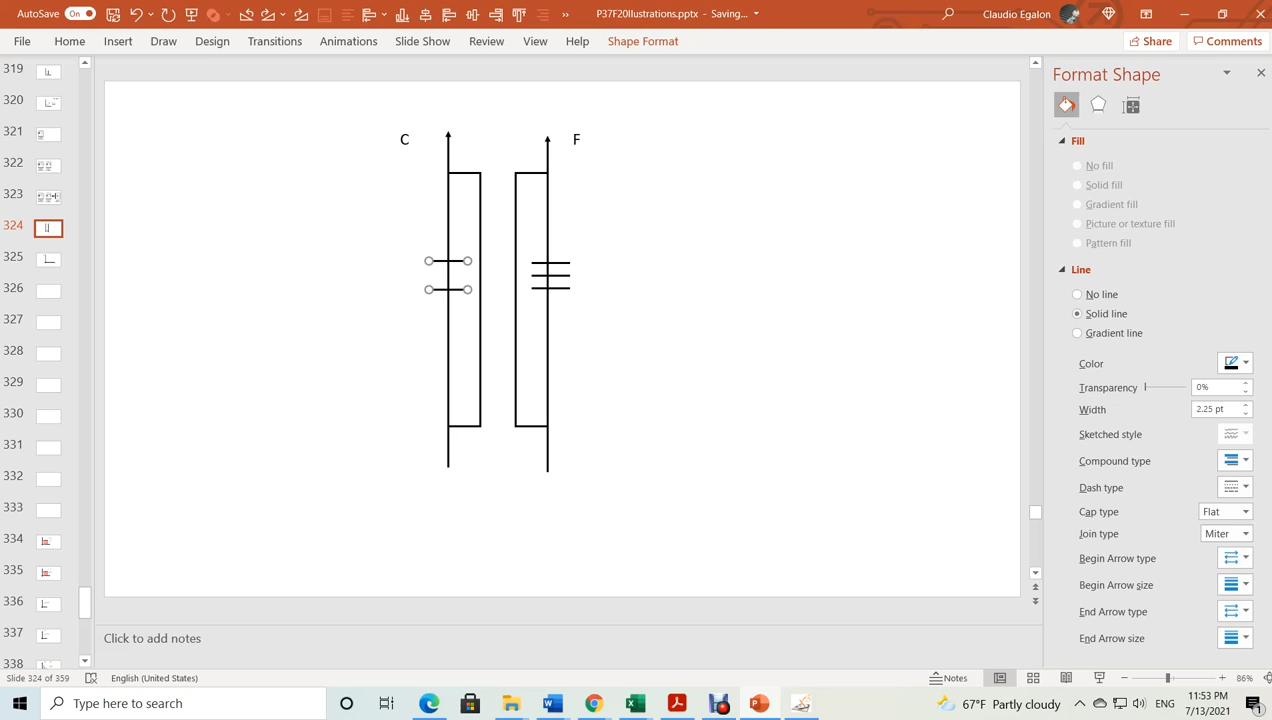 AutoSave On P37F20Ilustrations.pptx - Saving... Claudio Egalon
File Home Insert Draw Design Transitions Animations Slide Show Review View Help Shape Format Share Comments
319
320
321
322
323
324
325
326
327
328
329
330
331
332
333
334
335
336
337
338
C F
Format Shape
Fill
No fill
Solid fill
Gradient fill
Picture or texture fill
Pattern fill
Line
No line
Solid line
Gradient line
Color
Transparency 0%
Width 2.25 pt
Sketched style
Compound type
Dash type
Cap type Flat
Join type Miter
Begin Arrow type
Begin Arrow size
End Arrow type
End Arrow size
Click to add notes
Slide 324 of 359 English (United States) Notes 86%
Type here to search 67°F Partly cloudy ENG 11:53 PM
7/13/2021 1